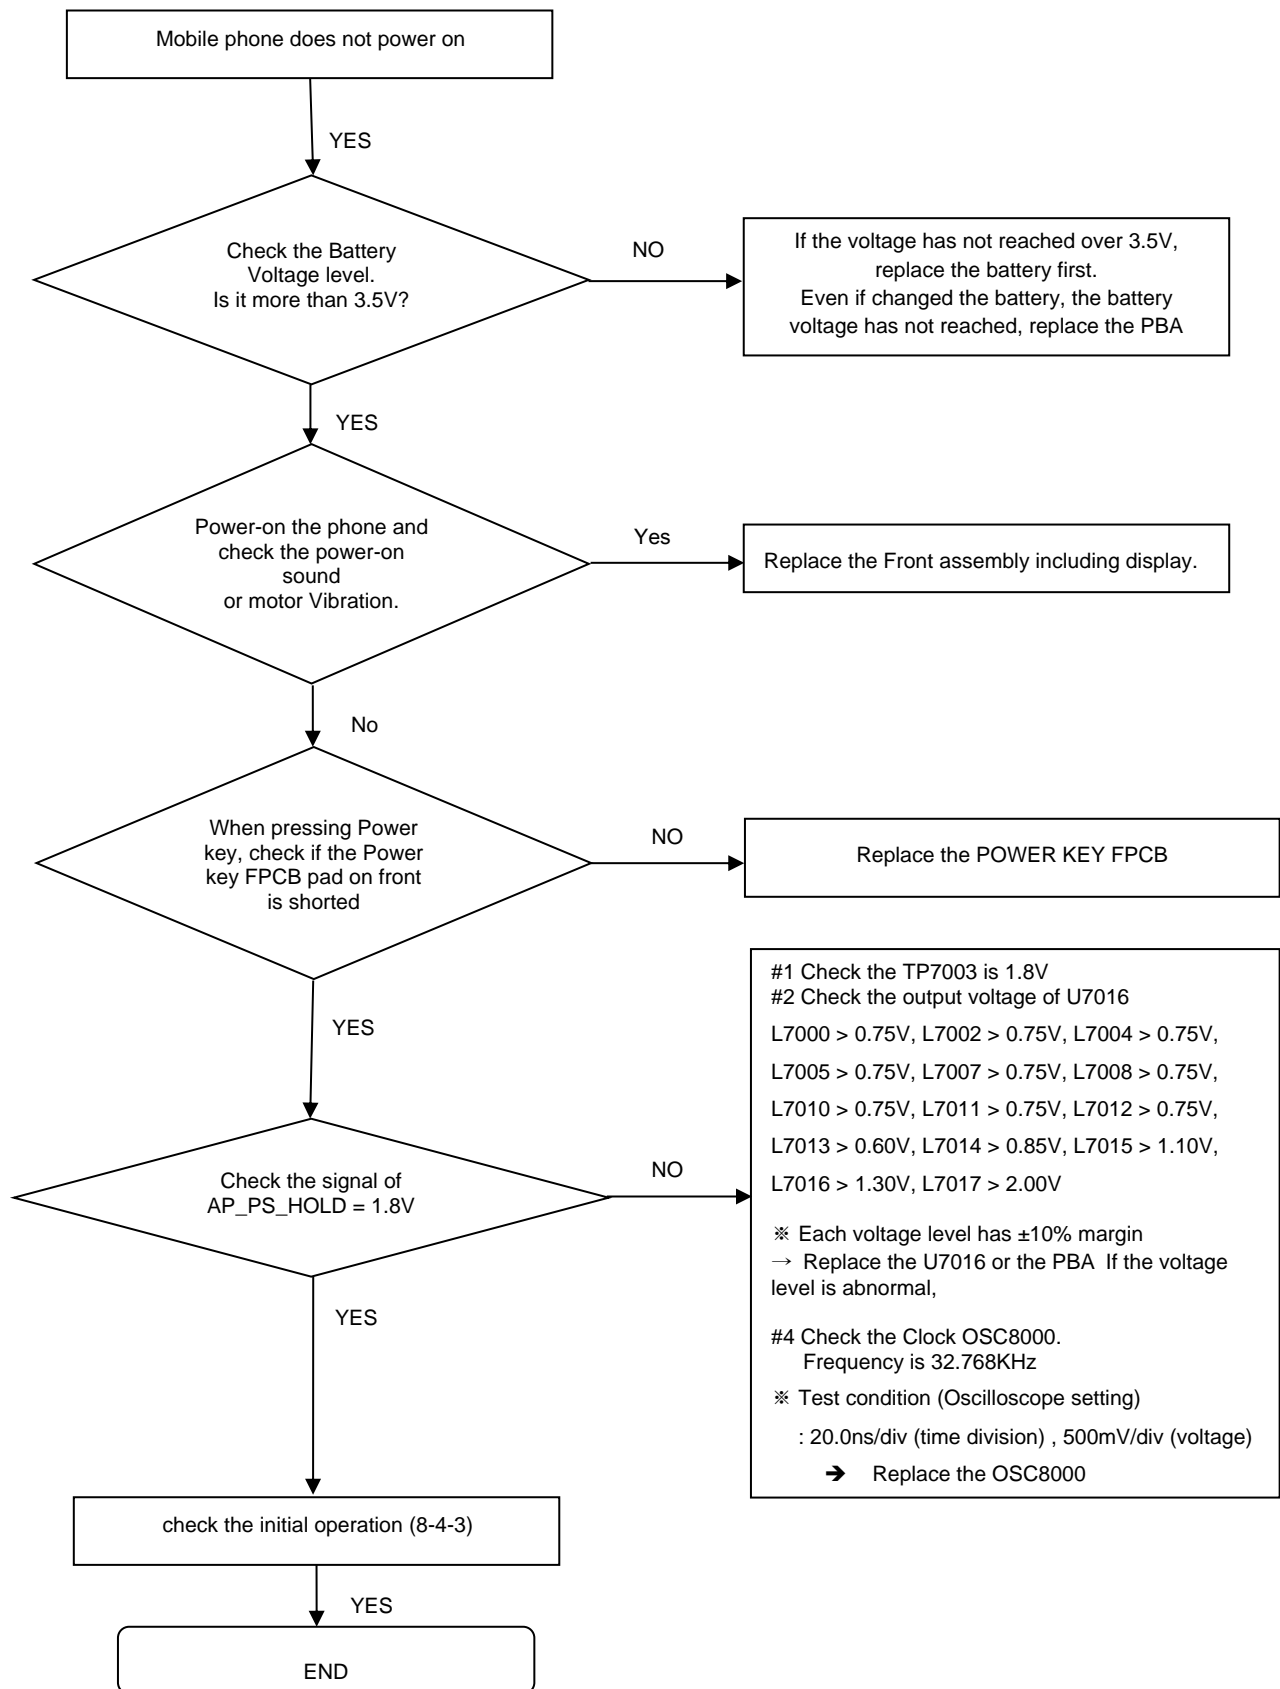 Mobile phone does not power on
YES
Check the Battery
Voltage level.
Is it more than 3.5V?
NO
If the voltage has not reached over 3.5V,
replace the battery first.
Even if changed the battery, the battery
voltage has not reached, replace the PBA
YES
Power-on the phone and
check the power-on
sound
or motor Vibration.
Yes
Replace the Front assembly including display.
No
When pressing Power
key, check if the Power
key FPCB pad on front
is shorted
NO
Replace the POWER KEY FPCB
YES
Check the signal of
AP_PS_HOLD = 1.8V
NO
#1 Check the TP7003 is 1.8V
#2 Check the output voltage of U7016
L7000 > 0.75V, L7002 > 0.75V, L7004 > 0.75V,
L7005 > 0.75V, L7007 > 0.75V, L7008 > 0.75V,
L7010 > 0.75V, L7011 > 0.75V, L7012 > 0.75V,
L7013 > 0.60V, L7014 > 0.85V, L7015 > 1.10V,
L7016 > 1.30V, L7017 > 2.00V
※ Each voltage level has ±10% margin
→ Replace the U7016 or the PBA  If the voltage
level is abnormal,
#4 Check the Clock OSC8000.
Frequency is 32.768KHz
※ Test condition (Oscilloscope setting)
: 20.0ns/div (time division) , 500mV/div (voltage)
➔ Replace the OSC8000
YES
check the initial operation (8-4-3)
YES
END